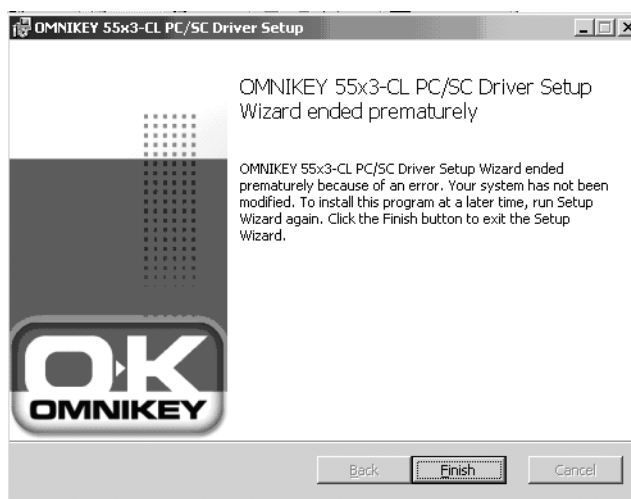 OMNIKEY 55x3-CL PC/SC Driver Setup
OMNIKEY 55x3-CL PC/SC Driver Setup
Wizard ended prematurely
OMNIKEY 55x3-CL PC/SC Driver Setup Wizard ended
prematurely because of an error. Your system has not been
modified. To install this program at a later time, run Setup
Wizard again. Click the Finish button to exit the Setup
Wizard.
OK
OMNIKEY
Back Finish Cancel